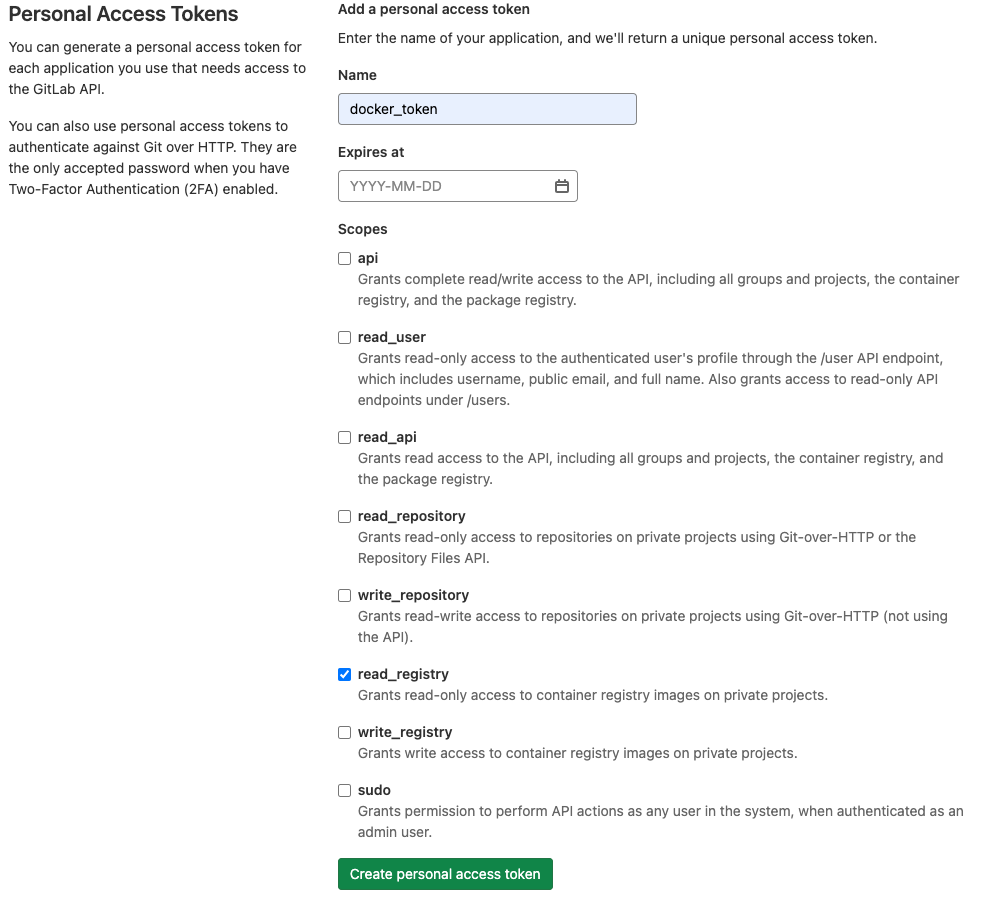 Personal Access Tokens
You can generate a personal access token for
each application you use that needs access to
the GitLab API.
You can also use personal access tokens to
authenticate against Git over HTTP. They are
the only accepted password when you have
Two-Factor Authentication (2FA) enabled.
Add a personal access token
Enter the name of your application, and we'll return a unique personal access token.
Name
docker_token
Expires at
YYYY-MM-DD
Scopes
api
Grants complete read/write access to the API, including all groups and projects, the container
registry, and the package registry.
read_user
Grants read-only access to the authenticated user's profile through the /user API endpoint,
which includes username, public email, and full name. Also grants access to read-only API
endpoints under /users.
read_api
Grants read access to the API, including all groups and projects, the container registry, and
the package registry.
read_repository
Grants read-only access to repositories on private projects using Git-over-HTTP or the
Repository Files API.
write_repository
Grants read-write access to repositories on private projects using Git-over-HTTP (not using
the API).
read_registry
Grants read-only access to container registry images on private projects.
write_registry
Grants write access to container registry images on private projects.
sudo
Grants permission to perform API actions as any user in the system, when authenticated as an
admin user.
Create personal access token